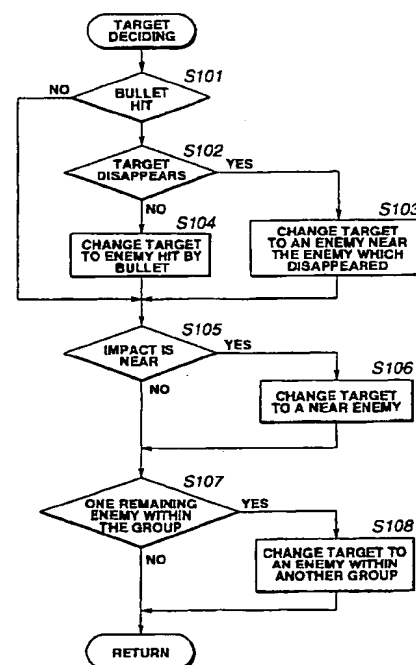 TARGET
DECIDING
S101
NO
BULLET
HIT
S102
TARGET
DISAPPEARS
YES
NO
S103
S104
CHANGE TARGET
TO ENEMY HIT BY
BULLET
CHANGE TARGET
TO AN ENEMY NEAR
THE ENEMY WHICH
DISAPPEARED
S105
IMPACT IS
NEAR
YES
NO
S106
CHANGE TARGET
TO A NEAR ENEMY
S107
ONE REMAINING
ENEMY WITHIN
THE GROUP
YES
NO
S108
CHANGE TARGET TO
AN ENEMY WITHIN
ANOTHER GROUP
RETURN